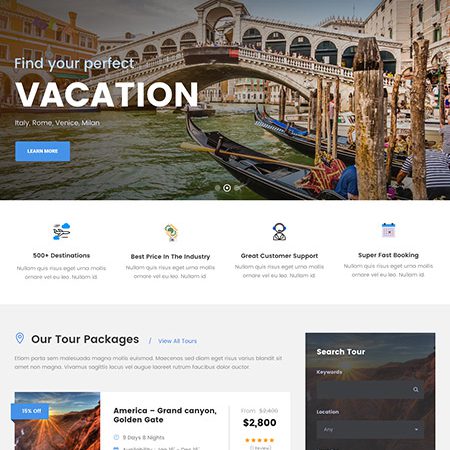 Find your perfect
VACATION
Italy, Rome, Venice, Milan
LEARN MORE
500+ Destinations
Nullam quis risus eget urna mollis
ornare vel eu leo. Nullam id.
Best Price In The Industry
Nullam quis risus eget urna mollis
ornare vel eu leo. Nullam id.
Great Customer Support
Nullam quis risus eget urna mollis
ornare vel eu leo. Nullam id.
Super Fast Booking
Nullam quis risus eget urna mollis
ornare vel eu leo. Nullam id.
Our Tour Packages / View All Tours
Etiam porta sem malesuada magna mollis euismod. Maecenas sed diam eget risus varius blandit sit
amet non magna. Vivamus sagittis lacus vel augue laoreet rutrum faucibus dolor auctor.
15% Off
America – Grand canyon,
Golden Gate
9 Days 8 Nights
From $2,400
$2,800
Search Tour
Keywords
Location
Any